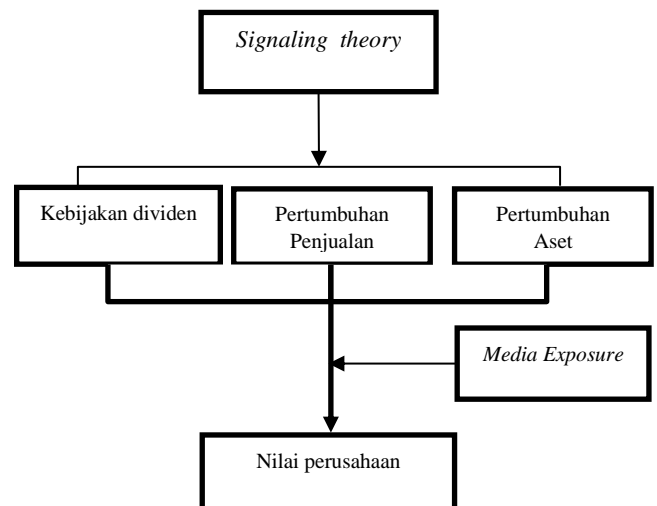 Signaling theory
Kebijakan dividen
Pertumbuhan
Penjualan
Pertumbuhan
Aset
Media Exposure
Nilai perusahaan